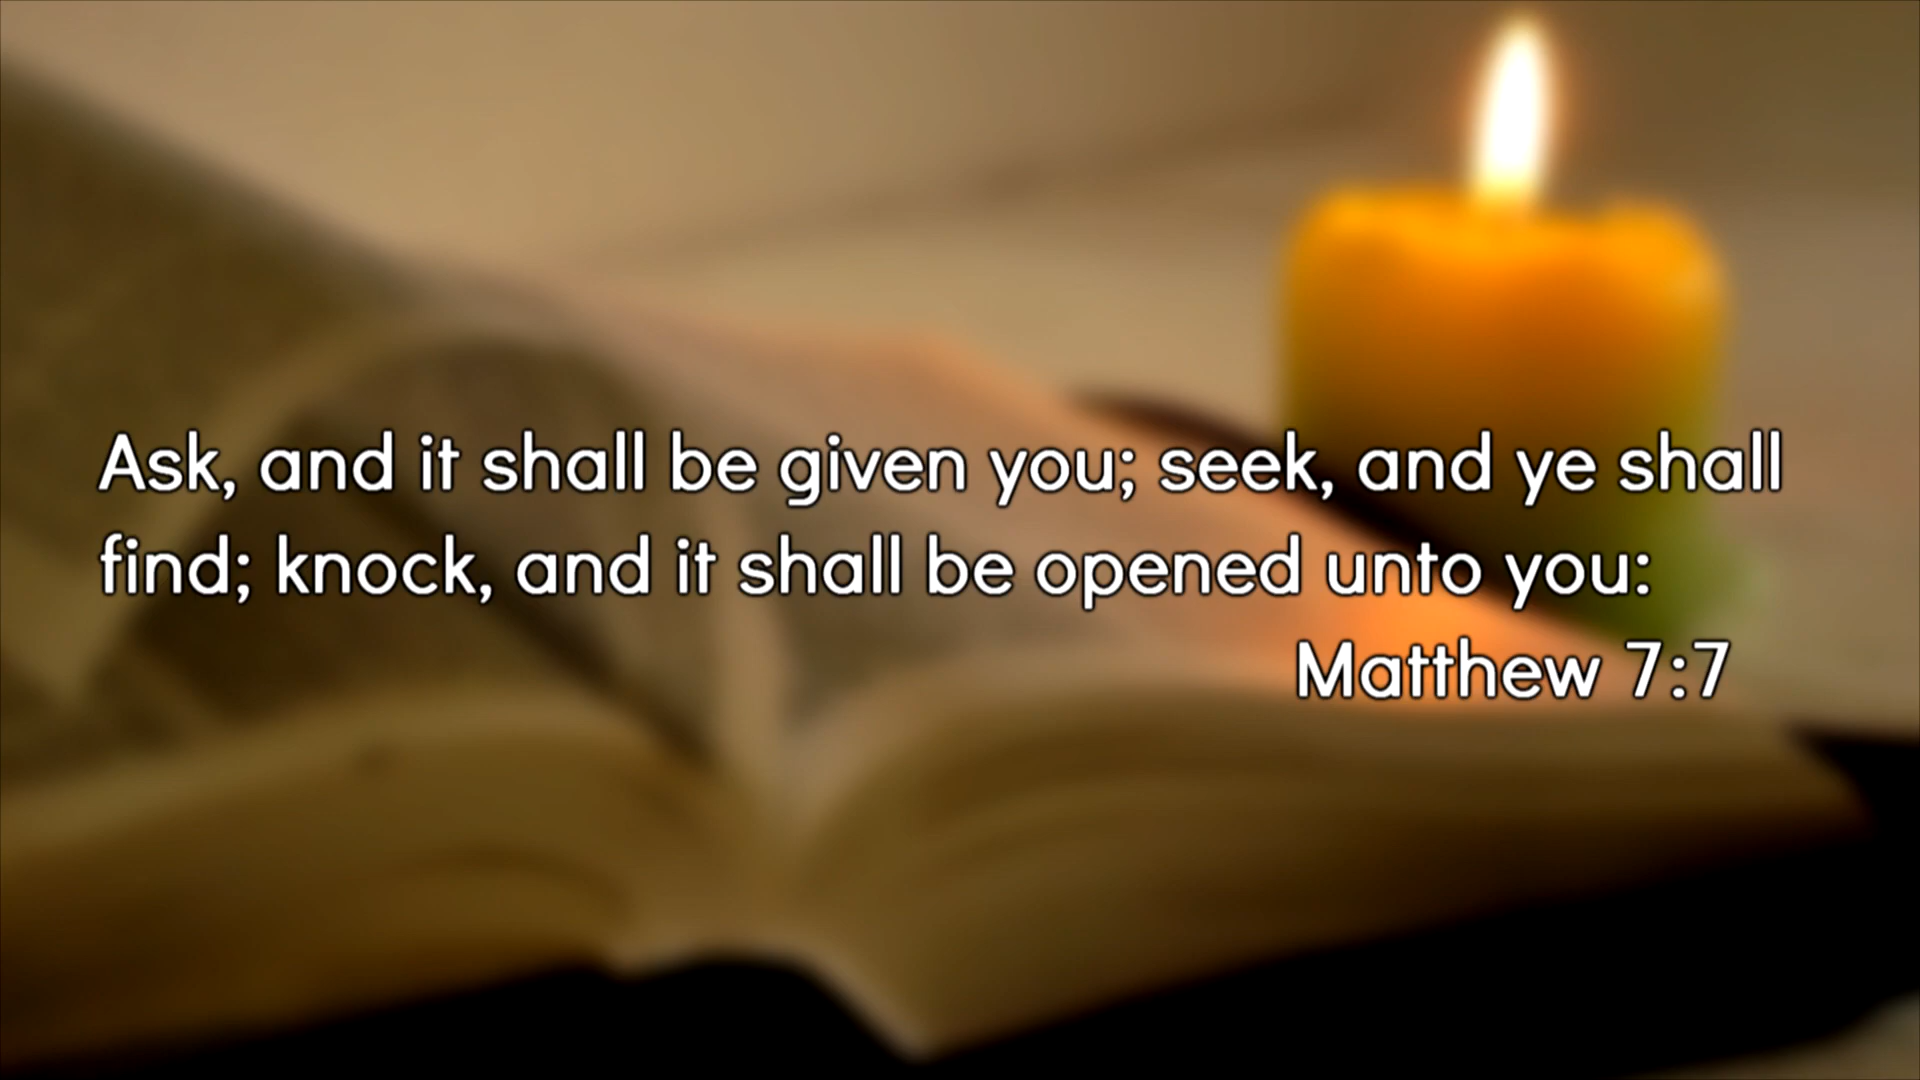 Ask, and it shall be given you; seek, and ye shall
find; knock, and it shall be opened unto you:
Matthew 7:7